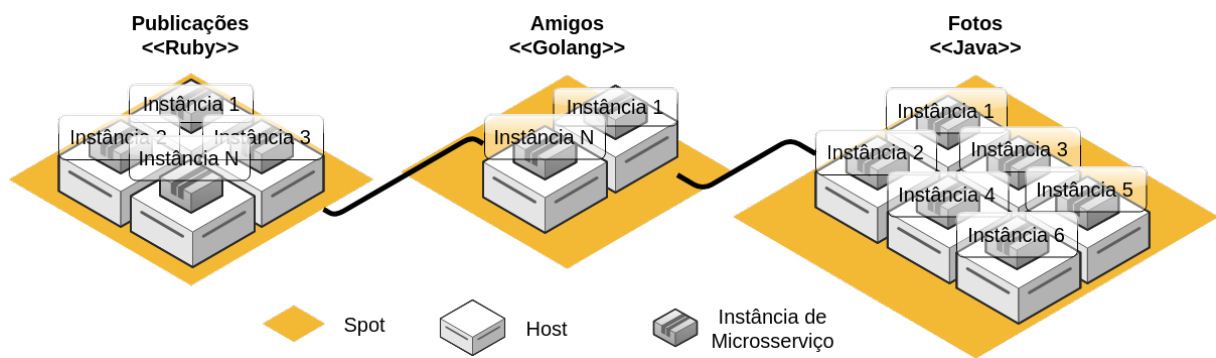 Publicações
<<Ruby>>
Amigos
<<Golang>>
Fotos
<<Java>>
Instância 1
Instância 2
Instância 3
Instância N
Instância 1
Instância N
Instância 1
Instância 2
Instância 3
Instância 4
Instância 5
Instância 6
Spot
Host
Instância de
Microsserviço